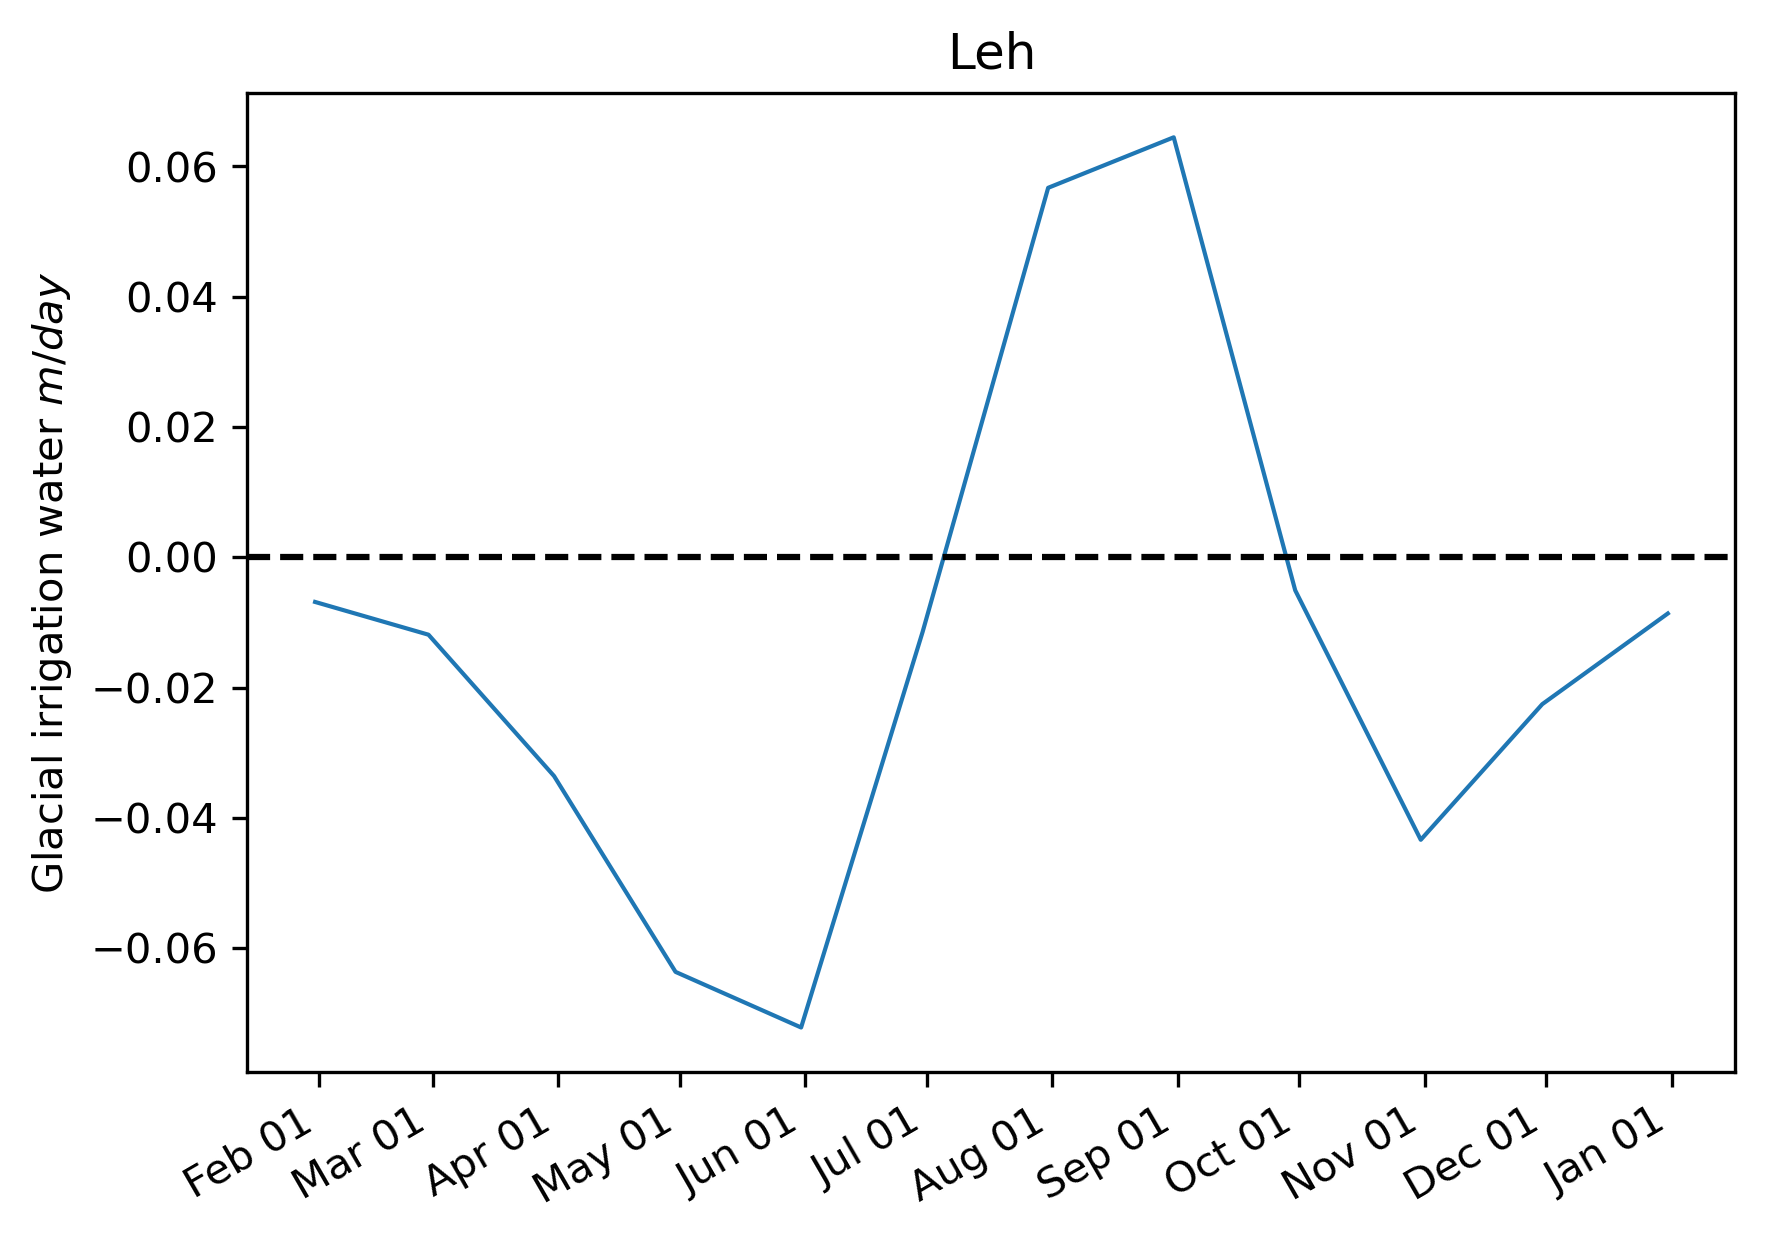 Leh
Glacial irrigation water m/day
0.06
0.04
0.02
0.00
−0.02
−0.04
−0.06
Feb 01
Mar 01
Apr 01
May 01
Jun 01
Jul 01
Aug 01
Sep 01
Oct 01
Nov 01
Dec 01
Jan 01